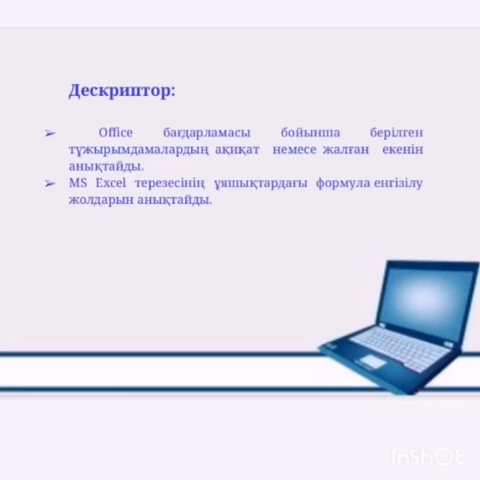 Дескриптор:
➢ Office бағдарламасы бойынша берілген
тұжырымдамалардың ақиқат немесе жалған екенін
анықтайды.
➢ MS Excel терезесінің ұяшықтардағы формула енгізілу
жолдарын анықтайды.
InShOt